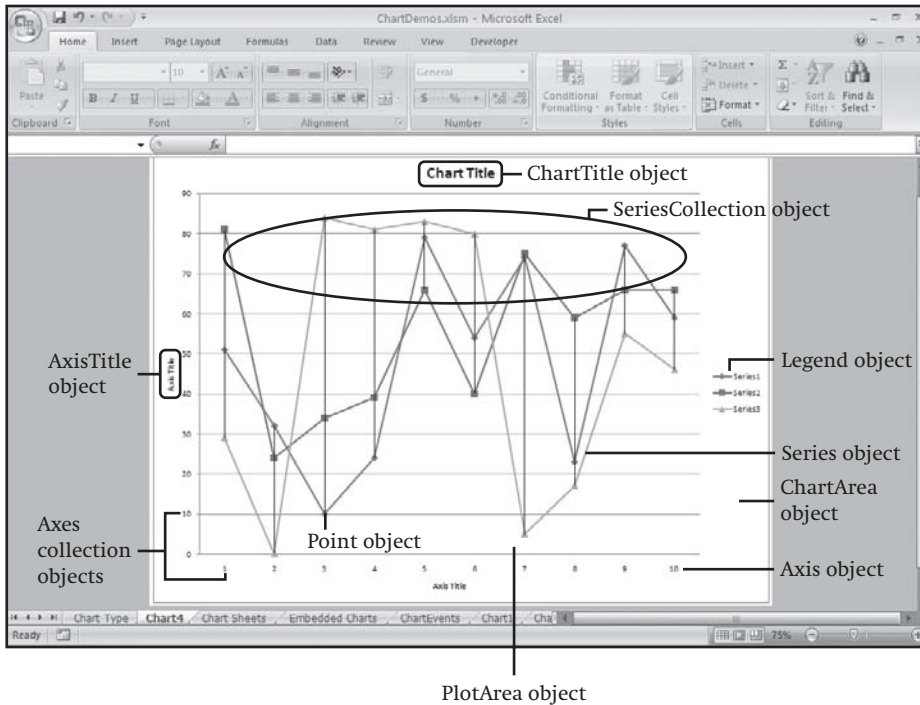 ChartDemos.xlsm - Microsoft Excel
Home Insert Page Layout Formulas Data Review View Developer
Paste
10 A A
General
Conditional Formatting
Format as Table
Cell Styles
Insert
Delete
Format
Sort & Filter
Find & Select
B I U
$ % ,
Clipboard Font Alignment Number Styles Cells Editing
fx
Chart Title
ChartTitle object
SeriesCollection object
90
80
70
60
50
40
30
20
10
0
AxisTitle object
Axis Title
Legend object
Series1
Series2
Series3
Series object
ChartArea object
Axes collection objects
Point object
1 2 3 4 5 6 7 8 9 10
Axis object
Axis Title
Chart Type Chart4 Chart Sheets Embedded Charts ChartEvents Chart1 Cha
Ready
75%
PlotArea object